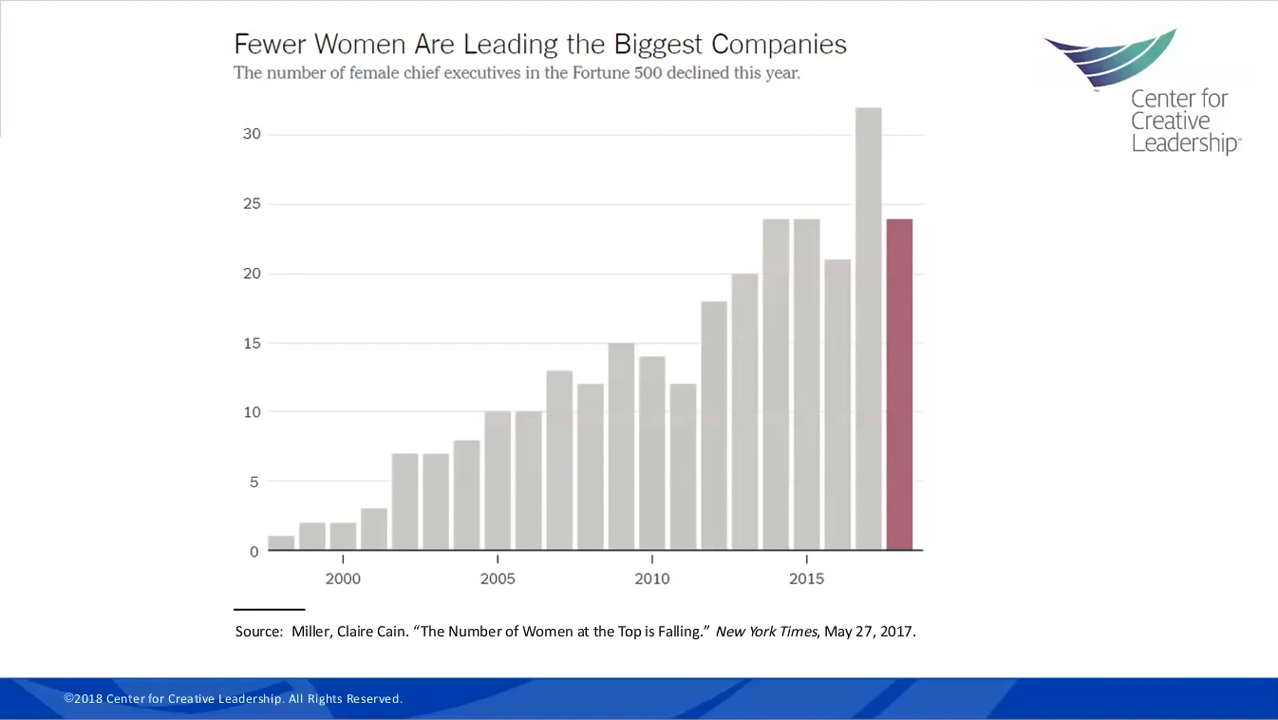 Fewer Women Are Leading the Biggest Companies
The number of female chief executives in the Fortune 500 declined this year.
Center for
Creative
Leadership
30
25
20
15
10
5
0
2000
2005
2010
2015
Source: Miller, Claire Cain. “The Number of Women at the Top is Falling.” New York Times, May 27, 2017.
©2018 Center for Creative Leadership. All Rights Reserved.